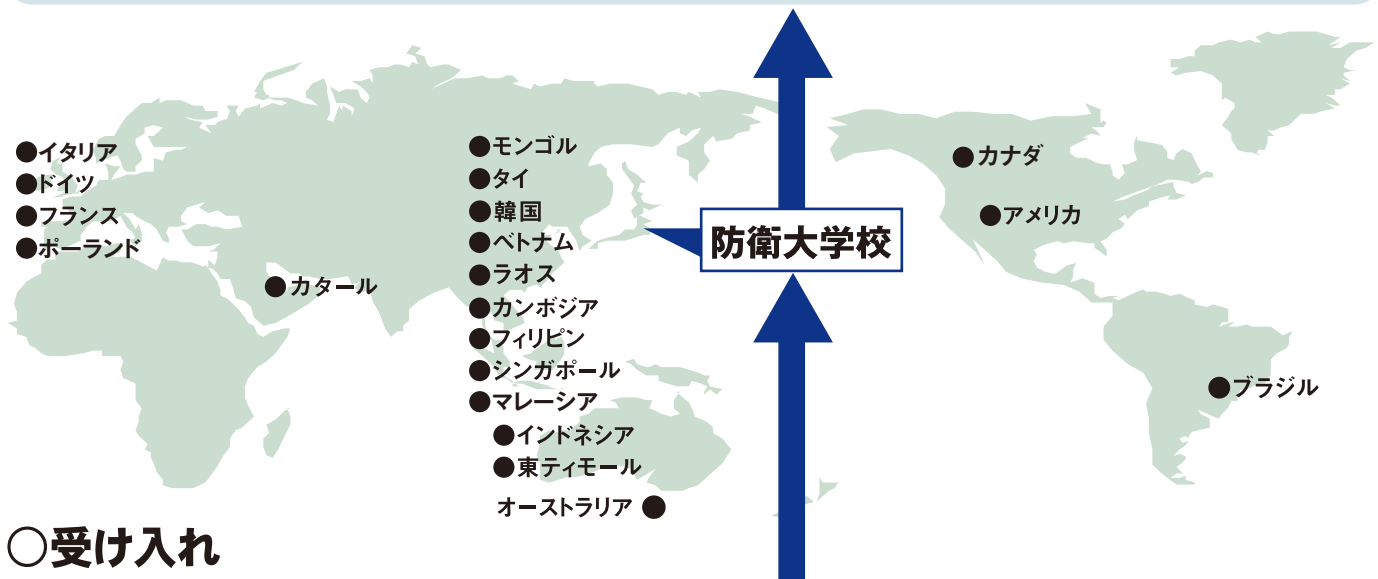 ●イタリア
●ドイツ
●フランス
●ポーランド
●カタール
●モンゴル
●タイ
●韓国
●ベトナム
●ラオス
●カンボジア
●フィリピン
●シンガポール
●マレーシア
●インドネシア
●東ティモール
オーストラリア●
防衛大学校
●カナダ
●アメリカ
●ブラジル
○受け入れ